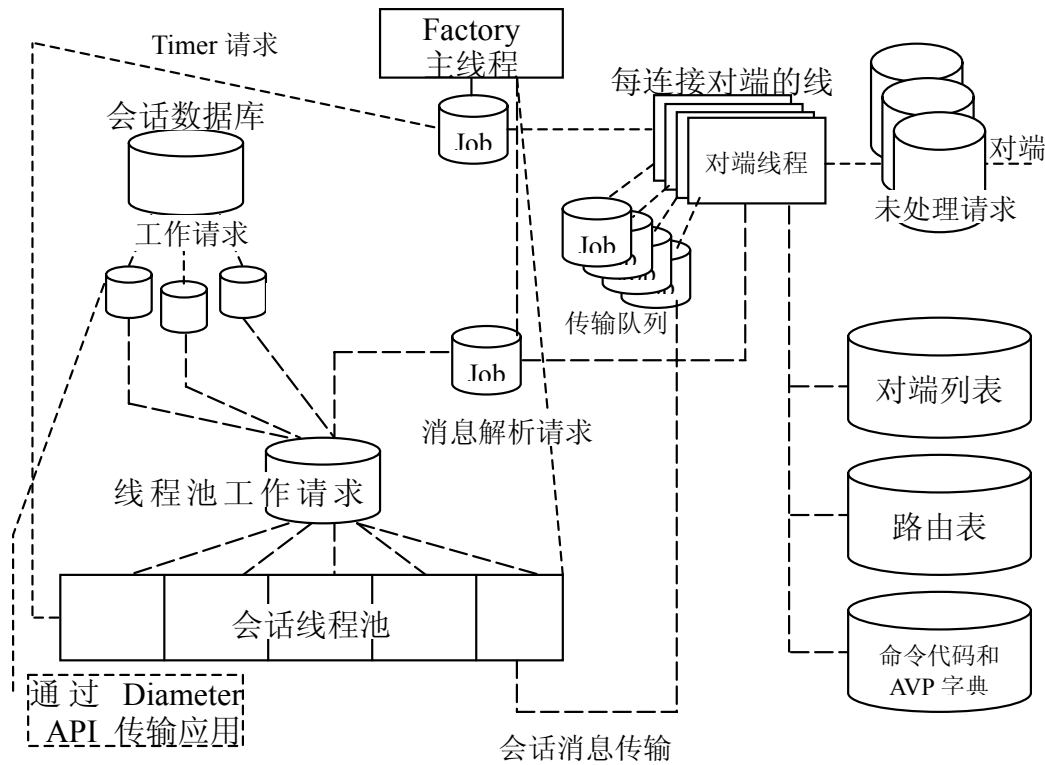 Factory
主线程
Timer 请求
每连接对端的线
会话数据库
Job
对端线程
对端
未处理请求
工作请求
Job
传输队列
Job
对端列表
消息解析请求
线程池工作请求
路由表
会话线程池
命令代码和
AVP 字典
通过 Diameter
API 传输应用
会话消息传输